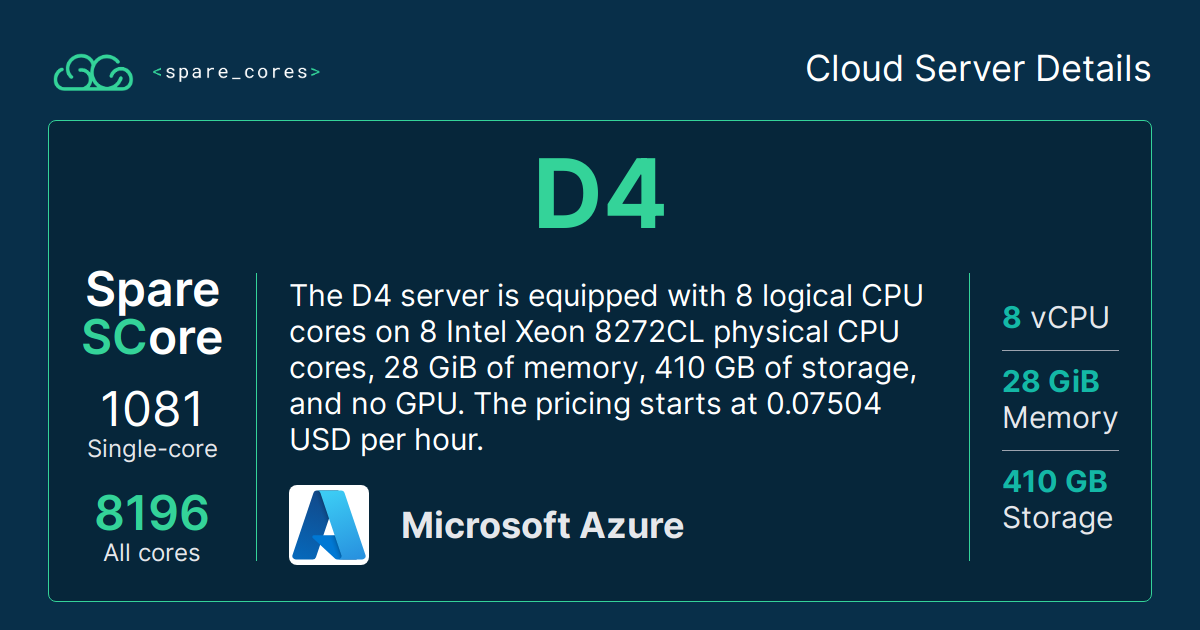 <spare_cores>
Cloud Server Details
D4
Spare
SCore
1081
Single-core
8196
All cores
The D4 server is equipped with 8 logical CPU
cores on 8 Intel Xeon 8272CL physical CPU
cores, 28 GiB of memory, 410 GB of storage,
and no GPU. The pricing starts at 0.07504
USD per hour.
Microsoft Azure
8 vCPU
28 GiB
Memory
410 GB
Storage